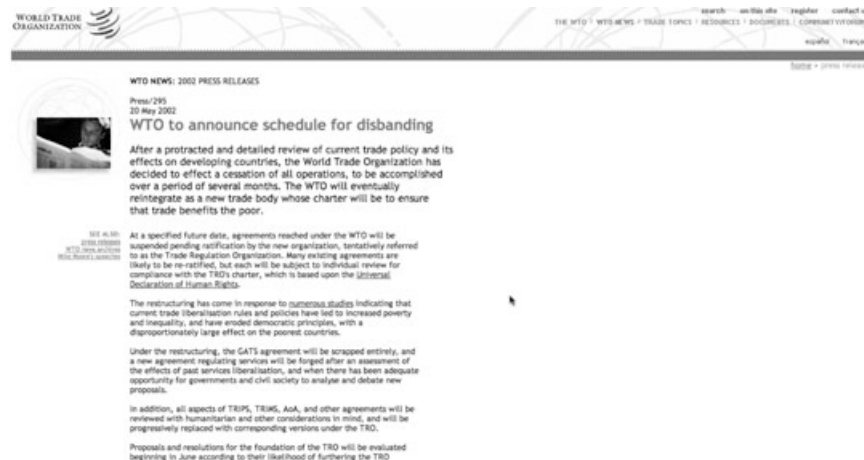 WORLD TRADE
ORGANIZATION
search on this site register contact u
THE WTO WTO NEWS TRADE TOPICS RESOURCES DOCUMENTS COMMUNITY/FORUM
español frança
home > press releas
WTO NEWS: 2002 PRESS RELEASES
Press/295
20 May 2002
WTO to announce schedule for disbanding
After a protracted and detailed review of current trade policy and its
effects on developing countries, the World Trade Organization has
decided to effect a cessation of all operations, to be accomplished
over a period of several months. The WTO will eventually
reintegrate as a new trade body whose charter will be to ensure
that trade benefits the poor.
SEE ALSO:
press releases
WTO news archives
Mike Moore's speeches
At a specified future date, agreements reached under the WTO will be
suspended pending ratification by the new organization, tentatively referred
to as the Trade Regulation Organization. Many existing agreements are
likely to be re-ratified, but each will be subject to individual review for
compliance with the TRO's charter, which is based upon the Universal
Declaration of Human Rights.
The restructuring has come in response to numerous studies indicating that
current trade liberalisation rules and policies have led to increased poverty
and inequality, and have eroded democratic principles, with a
disproportionately large effect on the poorest countries.
Under the restructuring, the GATS agreement will be scrapped entirely, and
a new agreement regulating services will be forged after an assessment of
the effects of past services liberalisation, and when there has been adequate
opportunity for governments and civil society to analyse and debate new
proposals.
In addition, all aspects of TRIPS, TRIMS, AoA, and other agreements will be
reviewed with humanitarian and other considerations in mind, and will be
progressively replaced with corresponding versions under the TRO.
Proposals and resolutions for the foundation of the TRO will be evaluated
beginning in June according to their likelihood of furthering the TRO